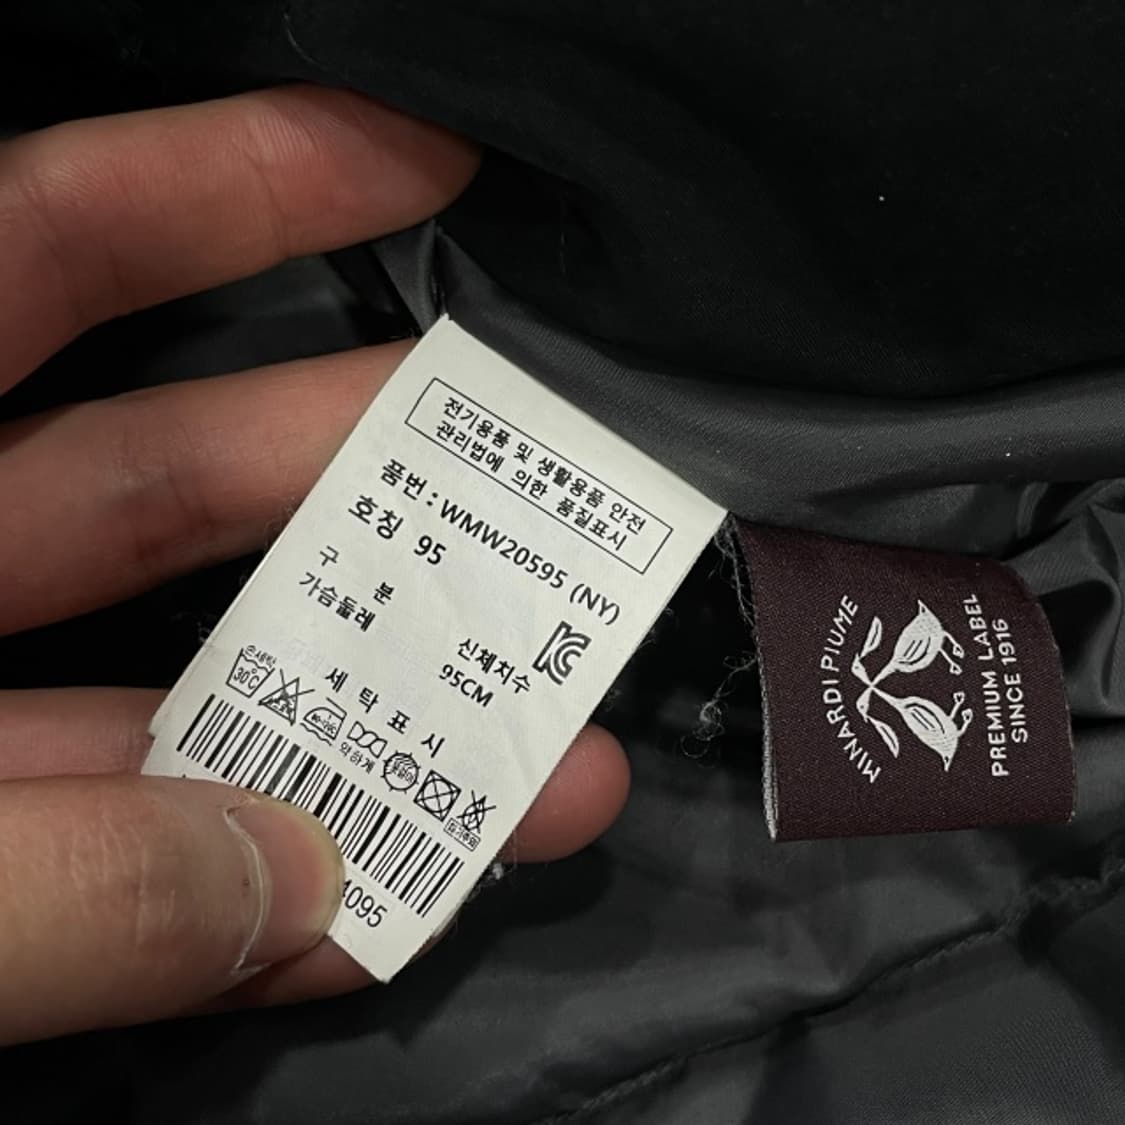 전기용품 및 생활용품 안전
관리법에 의한 품질표시
품번 : WMW20595 (NY)
호칭 95
구 분
가슴둘레
신체치수
95CM
세 탁 표 시
30℃
약하게
4095
MINARDI PIUME
PREMIUM LABEL
SINCE 1916